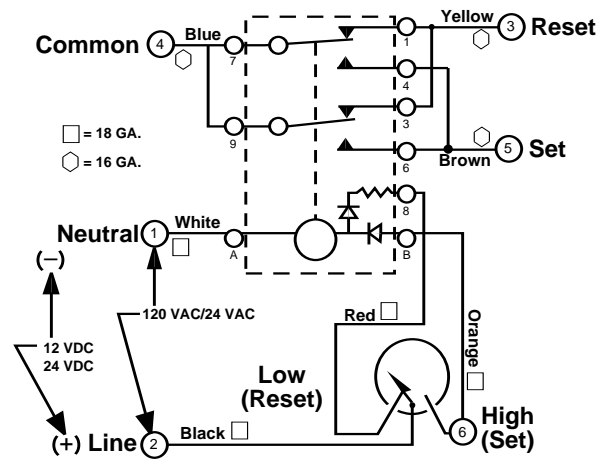 Common 4 Blue 7 1 Yellow 3 Reset
4
□ = 18 GA.
⬡ = 16 GA.
9 3
6 Brown 5 Set
8
Neutral 1 White A B
(–)
120 VAC/24 VAC
12 VDC
24 VDC
Red
Orange
Low
(Reset)
High
(Set)
6
(+) Line 2 Black